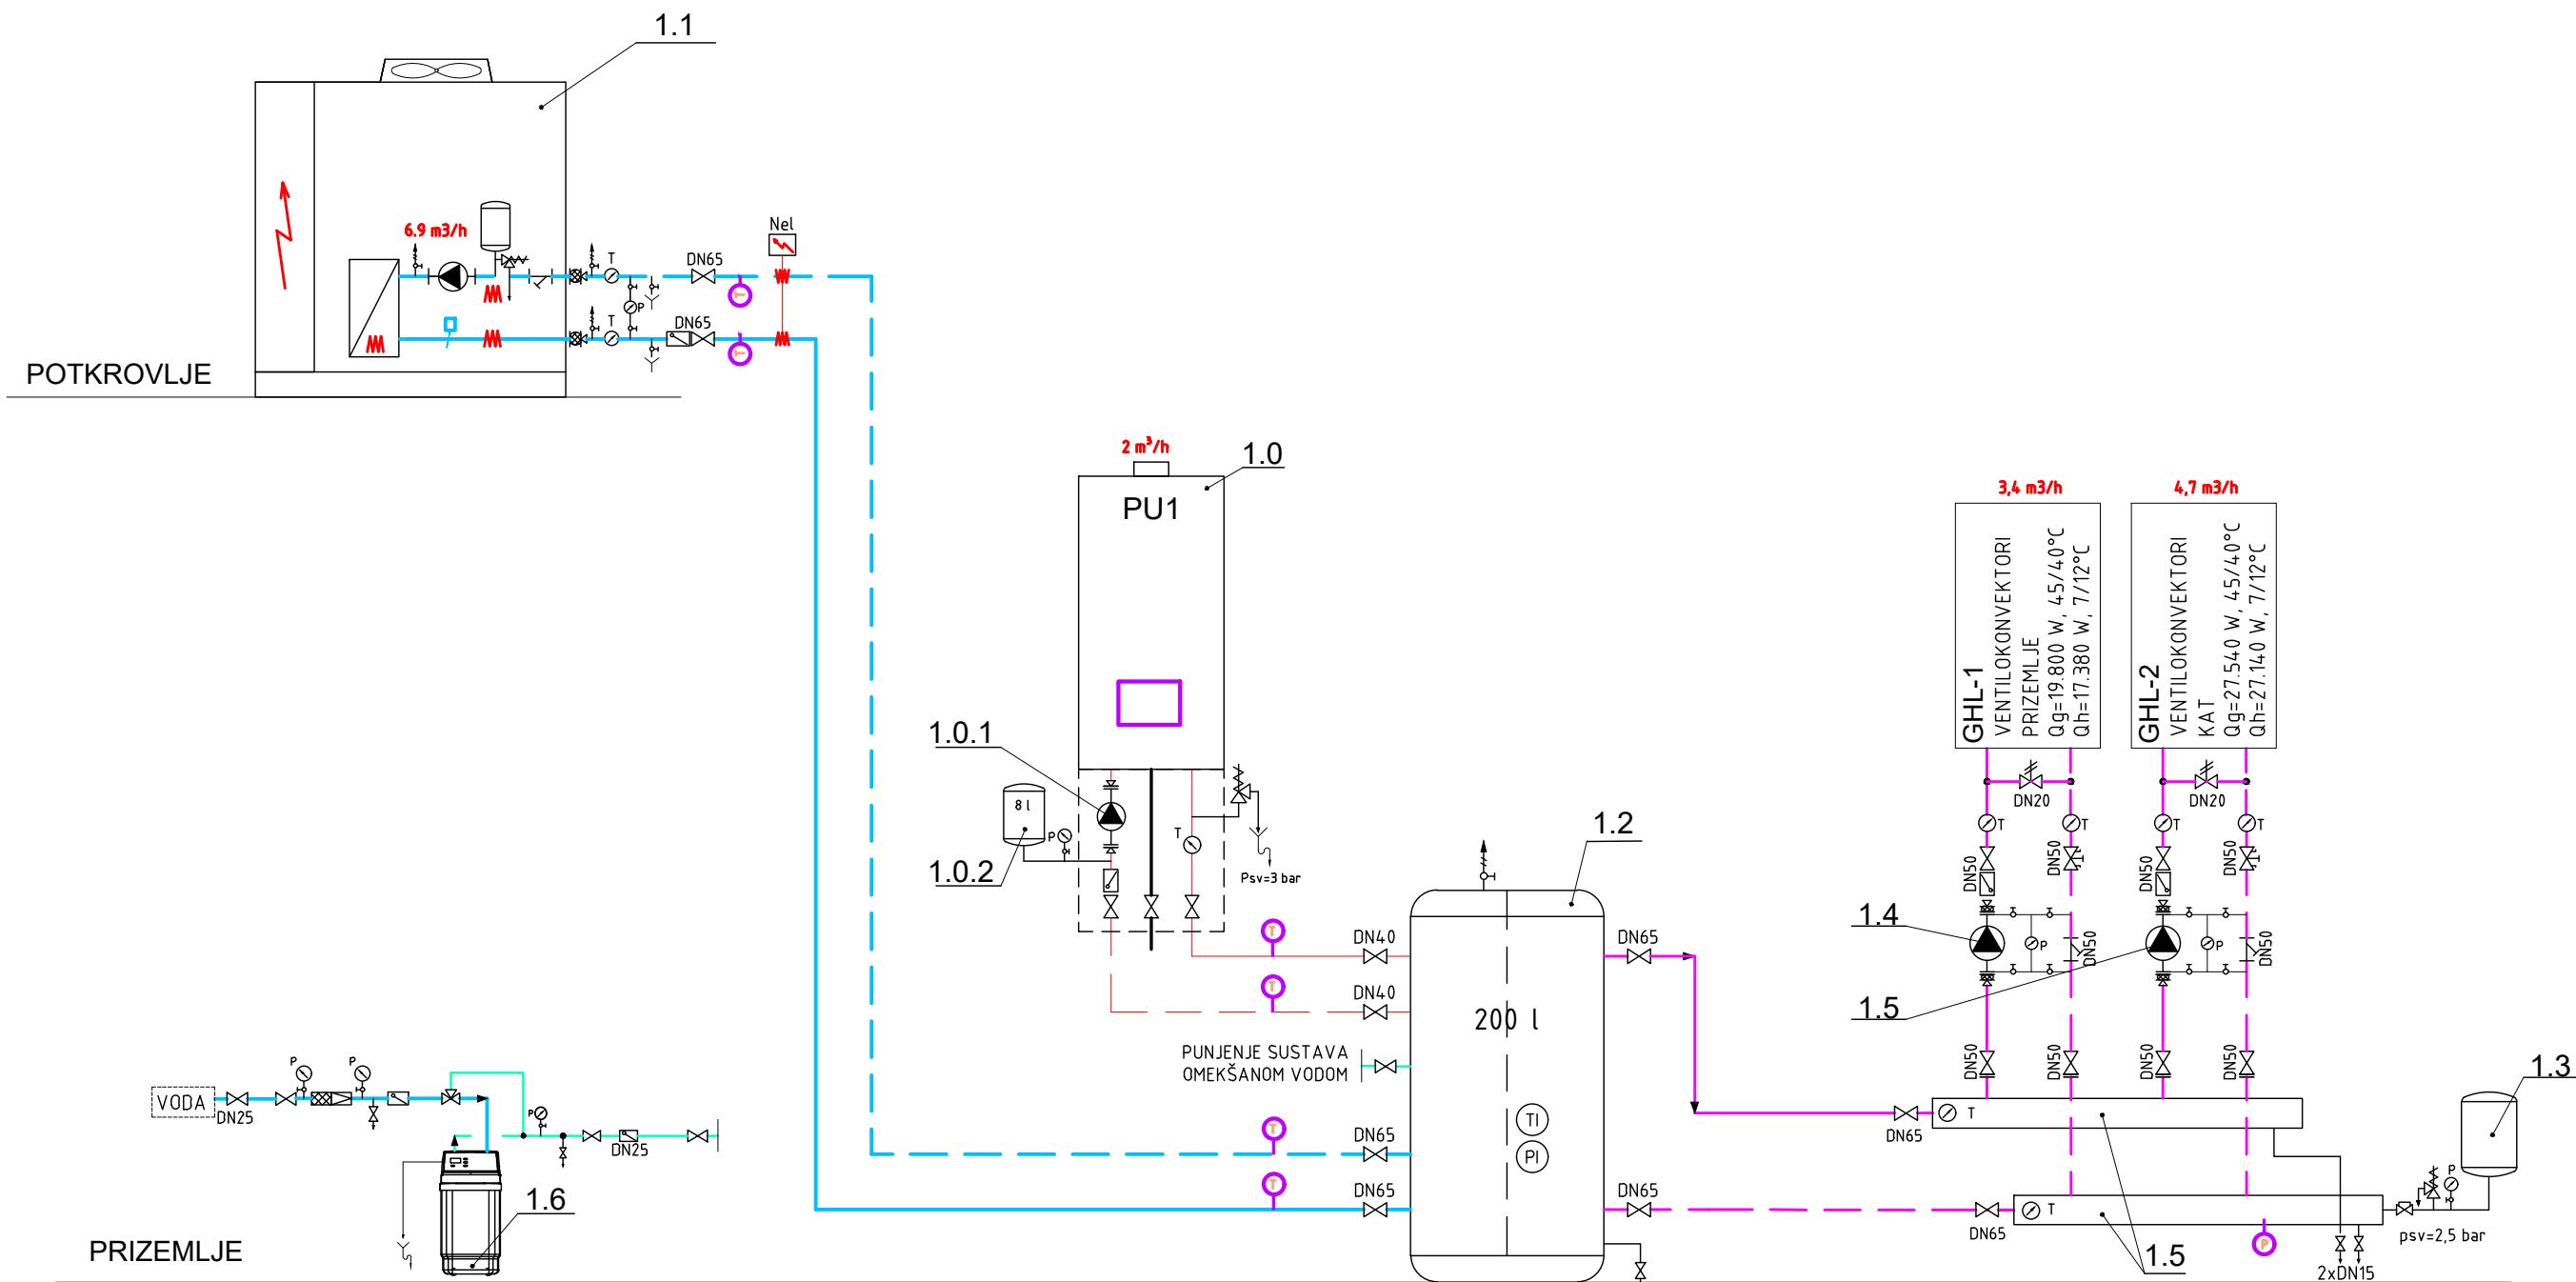 1.1
6.9 m3/h
Nel
T
DN65
T
P
T
DN65
T
POTKROVLJE
2 m³/h
1.0
PU1
1.0.1
8 l
P
T
1.0.2
Psv=3 bar
1.2
T
DN40
T
DN40
DN65
200 l
PUNJENJE SUSTAVA
OMEKŠANOM VODOM
TI
PI
T
DN65
T
DN65
DN65
3,4 m3/h
GHL-1
VENTILOKONVEKTORI
PRIZEMLJE
Qg=19.800 W, 45/40°C
Qh=17.380 W, 7/12°C
4,7 m3/h
GHL-2
VENTILOKONVEKTORI
KAT
Qg=27.540 W, 45/40°C
Qh=27.140 W, 7/12°C
DN20
DN20
T
T
T
T
DN50
DN50
DN50
DN50
1.4
P
DN50
P
DN50
1.5
DN50
DN50
DN50
DN50
1.3
T
DN65
T
DN65
P
P
psv=2,5 bar
1.5
2xDN15
VODA
DN25
P
P
P
DN25
1.6
PRIZEMLJE